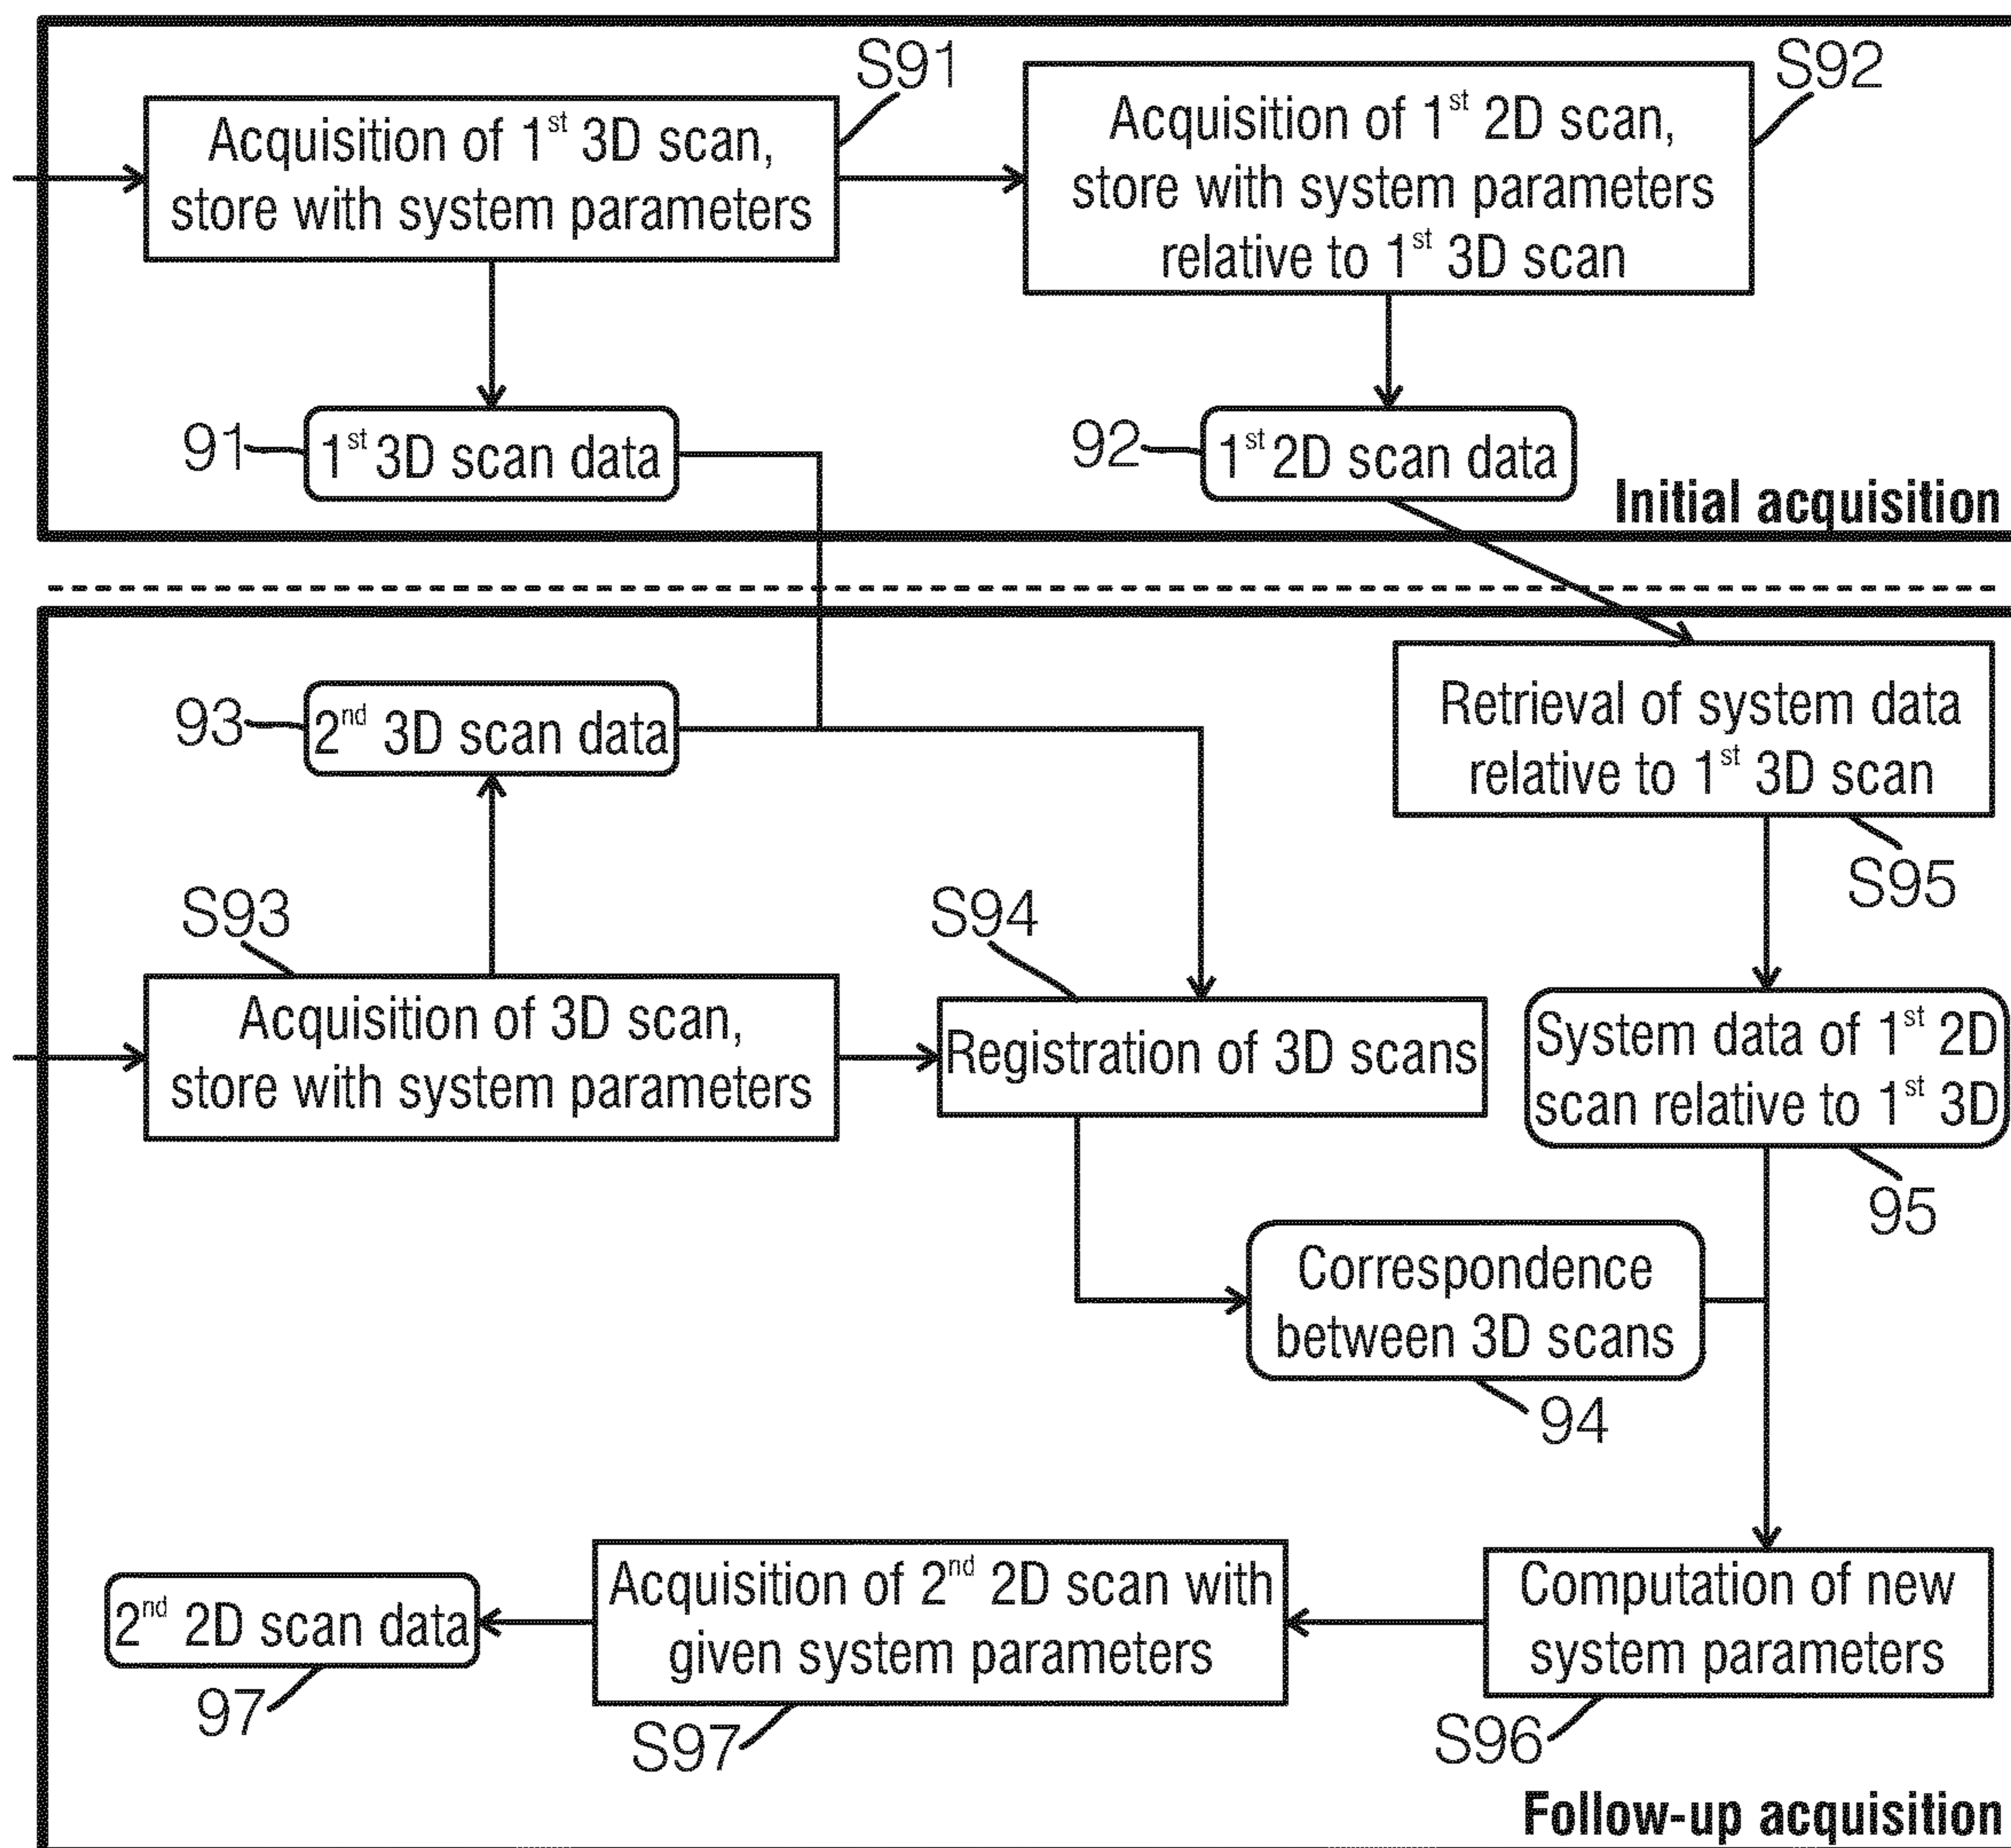 S91
S92
Acquisition of 1st 3D scan,
store with system parameters
Acquisition of 1st 2D scan,
store with system parameters
relative to 1st 3D scan
91
1st 3D scan data
92
1st 2D scan data
Initial acquisition
93
2nd 3D scan data
Retrieval of system data
relative to 1st 3D scan
S95
S93
S94
Acquisition of 3D scan,
store with system parameters
Registration of 3D scans
System data of 1st 2D
scan relative to 1st 3D
95
Correspondence
between 3D scans
94
2nd 2D scan data
97
Acquisition of 2nd 2D scan with
given system parameters
S97
Computation of new
system parameters
S96
Follow-up acquisition